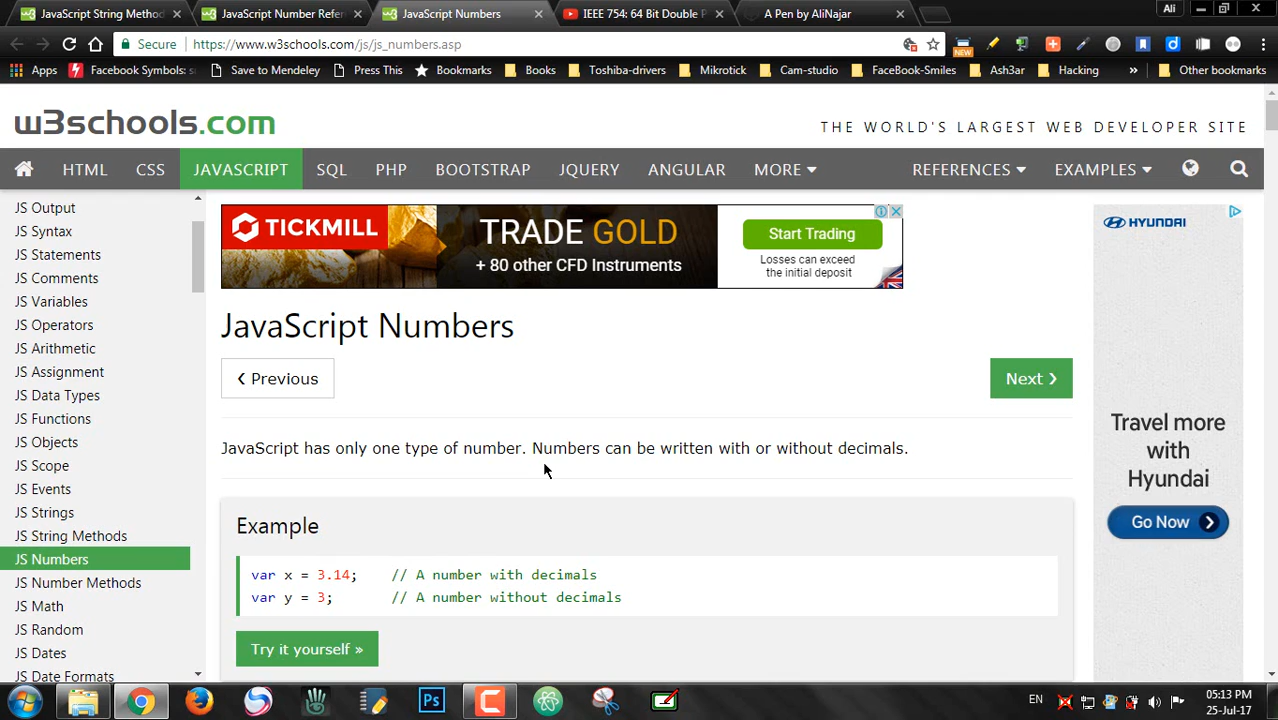 JavaScript String Method
JavaScript Number Refer
JavaScript Numbers
IEEE 754: 64 Bit Double P
A Pen by AliNajar
Ali
Secure
https://www.w3schools.com/js/js_numbers.asp
NEW
Apps
Facebook Symbols: s
Save to Mendeley
Press This
Bookmarks
Books
Toshiba-drivers
Mikrotick
Cam-studio
FaceBook-Smiles
Ash3ar
Hacking
»
Other bookmarks
w3schools.com
THE WORLD'S LARGEST WEB DEVELOPER SITE
HTML
CSS
JAVASCRIPT
SQL
PHP
BOOTSTRAP
JQUERY
ANGULAR
MORE
REFERENCES
EXAMPLES
JS Output
JS Syntax
JS Statements
JS Comments
JS Variables
JS Operators
JS Arithmetic
JS Assignment
JS Data Types
JS Functions
JS Objects
JS Scope
JS Events
JS Strings
JS String Methods
JS Numbers
JS Number Methods
JS Math
JS Random
JS Dates
JS Date Formats
TICKMILL
TRADE GOLD
+ 80 other CFD Instruments
Start Trading
Losses can exceed
the initial deposit
JavaScript Numbers
❮ Previous
Next ❯
JavaScript has only one type of number. Numbers can be written with or without decimals.
Example
var x = 3.14;    // A number with decimals
var y = 3;       // A number without decimals
Try it yourself »
HYUNDAI
Travel more
with
Hyundai
Go Now
Ps
EN
05:13 PM
25-Jul-17